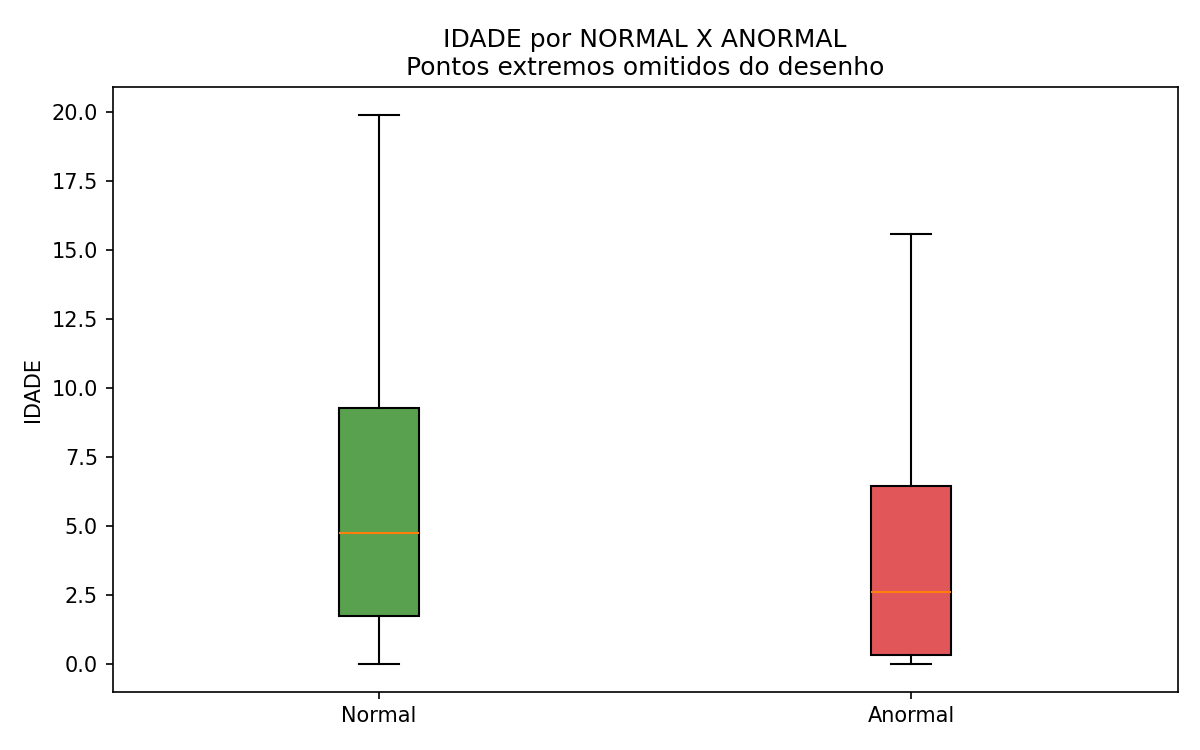 IDADE por NORMAL X ANORMAL
Pontos extremos omitidos do desenho
IDADE
20.0
17.5
15.0
12.5
10.0
7.5
5.0
2.5
0.0
Normal
Anormal